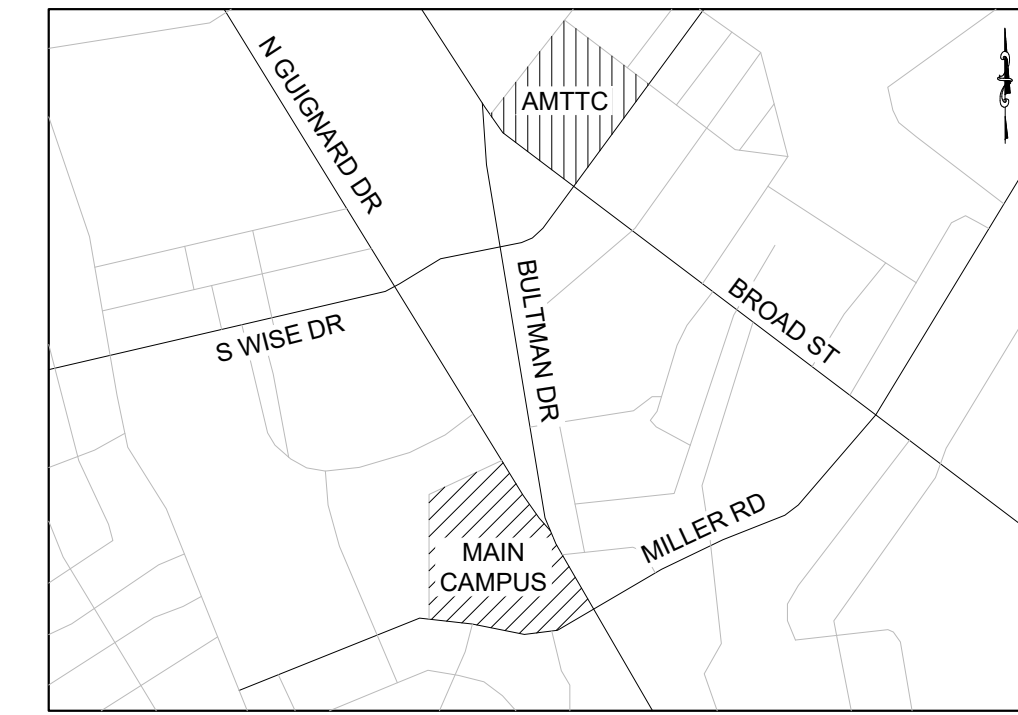 N GUIGNARD DR
AMTTC
S WISE DR
BULTMAN DR
BROAD ST
MAIN
CAMPUS
MILLER RD